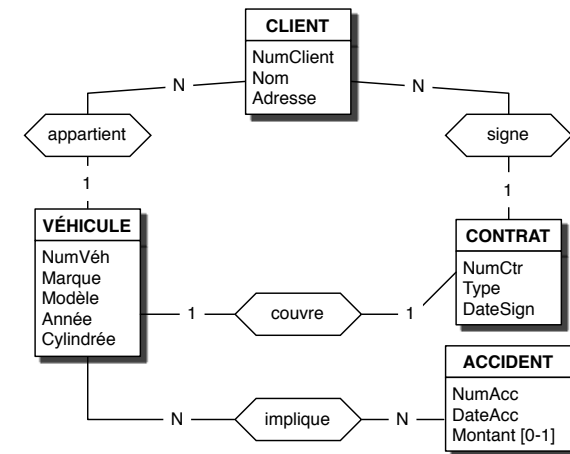 CLIENT
NumClient
Nom
Adresse
N
N
appartient
signe
1
1
VÉHICULE
NumVéh
Marque
Modèle
Année
Cylindrée
CONTRAT
NumCtr
Type
DateSign
1
couvre
1
ACCIDENT
NumAcc
DateAcc
Montant [0-1]
N
implique
N